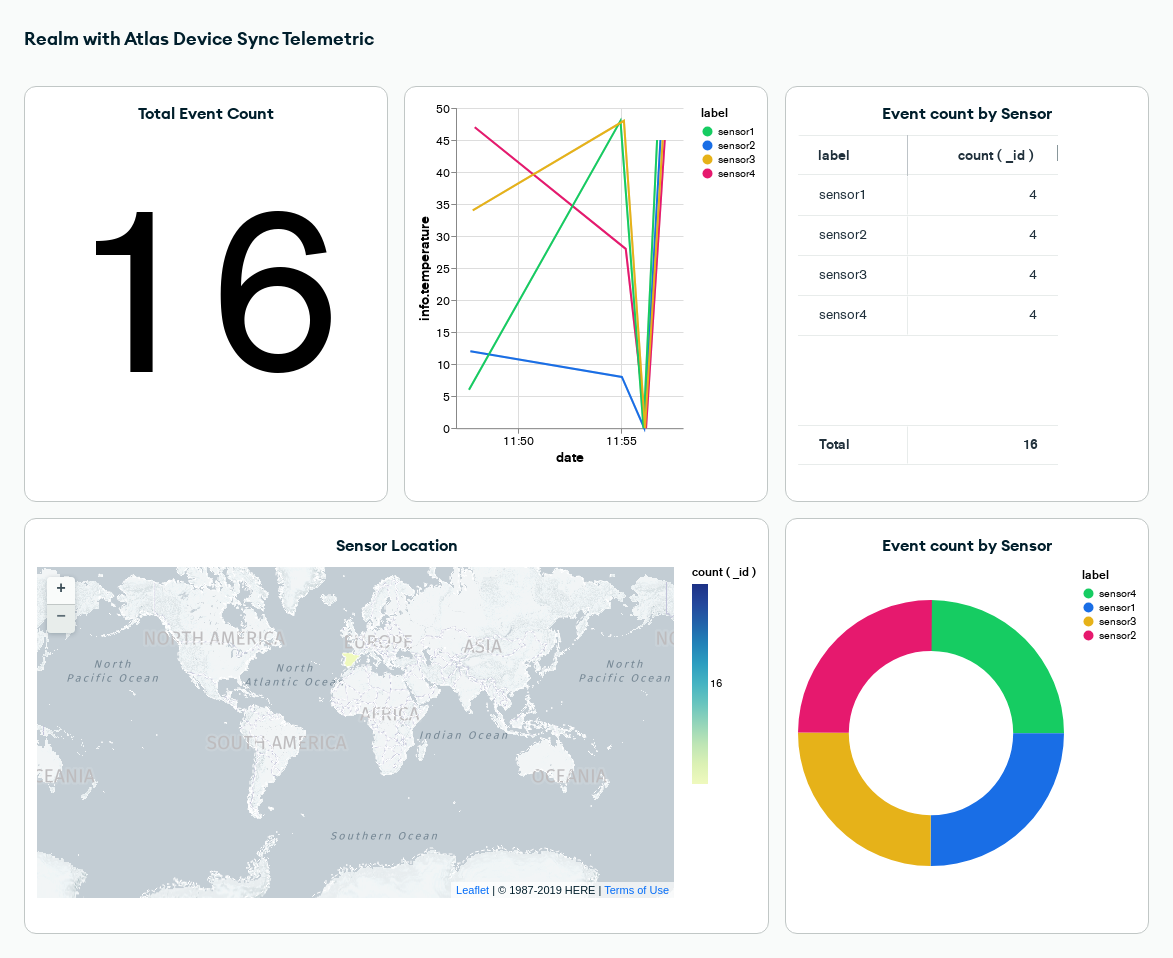 Realm with Atlas Device Sync Telemetric
Total Event Count
16
50
45
40
35
30
25
20
15
10
5
0
info.temperature
11:50
11:55
date
label
sensor1
sensor2
sensor3
sensor4
Event count by Sensor
label count ( _id )
sensor1 4
sensor2 4
sensor3 4
sensor4 4
Total 16
Sensor Location
+
−
NORTH AMERICA
EUROPE
ASIA
NO
North
Pacific Ocean
North
Atlantic Ocea
North
Pacific Ocean
AFRICA
SOUTH AMERICA
Indian Ocean
CEANIA
OCEANIA
Southern Ocean
Leaflet | © 1987-2019 HERE | Terms of Use
count ( _id )
16
Event count by Sensor
label
sensor4
sensor1
sensor3
sensor2